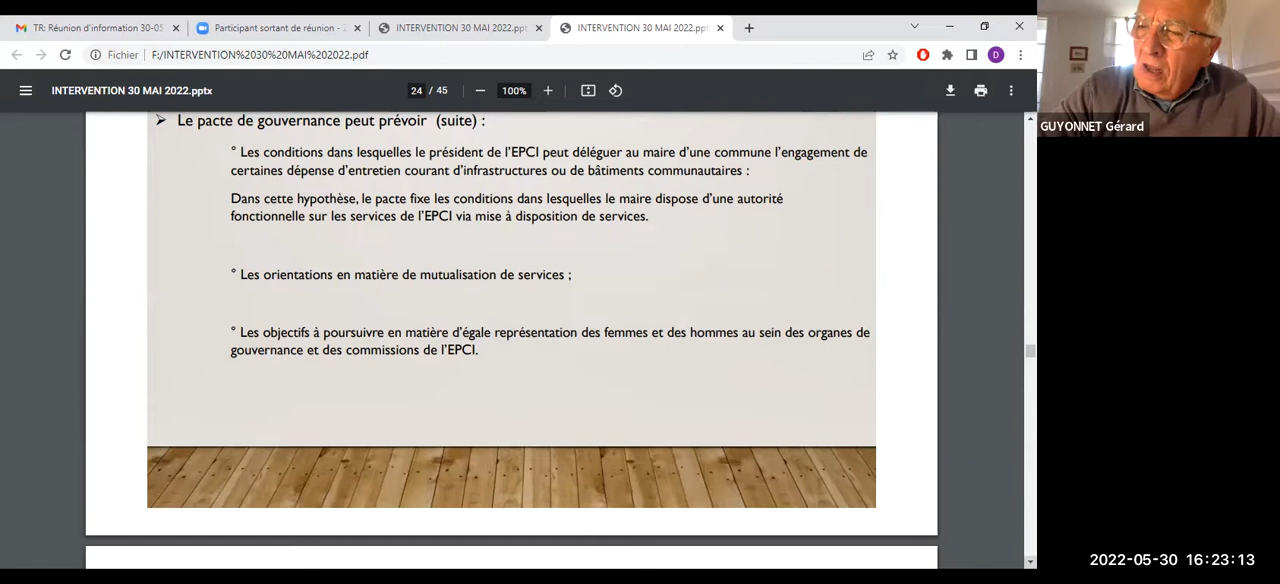 TR: Réunion d'information 30-05
Participant sortant de réunion - Z
INTERVENTION 30 MAI 2022.ppt
INTERVENTION 30 MAI 2022.pp
Fichier F:/INTERVENTION%2030%20MAI%202022.pdf
D
INTERVENTION 30 MAI 2022.pptx
24 / 45
100%
GUYONNET Gérard
Le pacte de gouvernance peut prévoir (suite) :
° Les conditions dans lesquelles le président de l'EPCI peut déléguer au maire d'une commune l'engagement de
certaines dépense d'entretien courant d'infrastructures ou de bâtiments communautaires :
Dans cette hypothèse, le pacte fixe les conditions dans lesquelles le maire dispose d'une autorité
fonctionnelle sur les services de l'EPCI via mise à disposition de services.
° Les orientations en matière de mutualisation de services ;
° Les objectifs à poursuivre en matière d'égale représentation des femmes et des hommes au sein des organes de
gouvernance et des commissions de l'EPCI.
2022-05-30 16:23:13